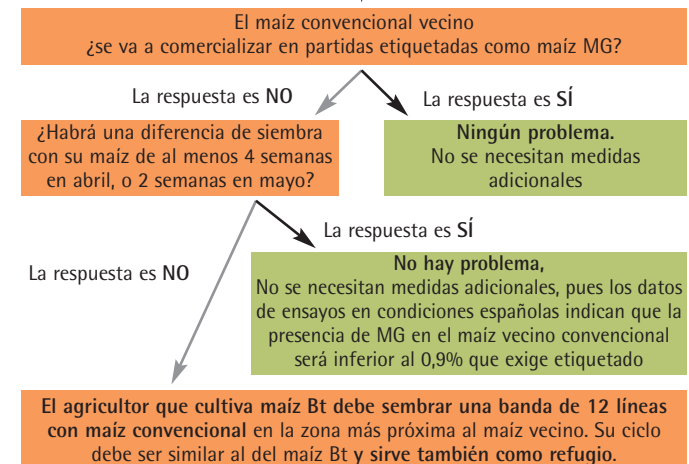 El maíz convencional vecino
¿se va a comercializar en partidas etiquetadas como maíz MG?
La respuesta es NO
La respuesta es SÍ
¿Habrá una diferencia de siembra
con su maíz de al menos 4 semanas
en abril, o 2 semanas en mayo?
Ningún problema.
No se necesitan medidas
adicionales
La respuesta es SÍ
La respuesta es NO
No hay problema,
No se necesitan medidas adicionales, pues los datos
de ensayos en condiciones españolas indican que la
presencia de MG en el maíz vecino convencional
será inferior al 0,9% que exige etiquetado
El agricultor que cultiva maíz Bt debe sembrar una banda de 12 líneas
con maíz convencional en la zona más próxima al maíz vecino. Su ciclo
debe ser similar al del maíz Bt y sirve también como refugio.